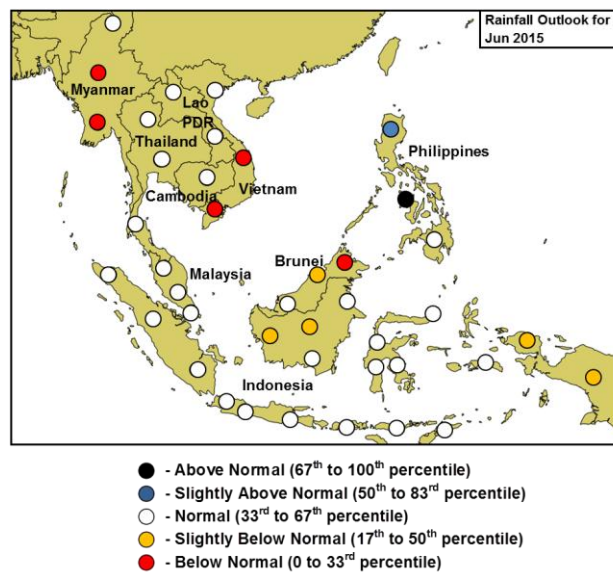 Rainfall Outlook for
Jun 2015
Myanmar
Lao
PDR
Thailand
Philippines
Cambodia
Vietnam
Brunei
Malaysia
Indonesia
- Above Normal (67th to 100th percentile)
- Slightly Above Normal (50th to 83rd percentile)
- Normal (33rd to 67th percentile)
- Slightly Below Normal (17th to 50th percentile)
- Below Normal (0 to 33rd percentile)